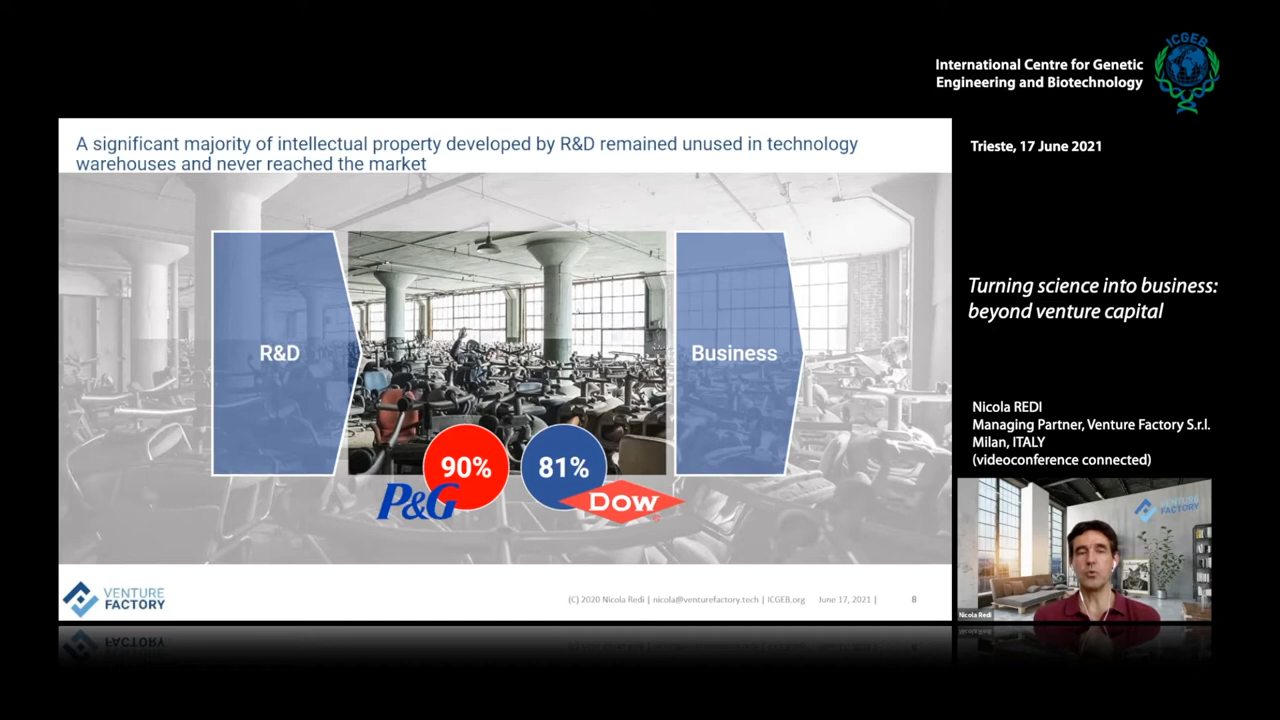 ICGEB
International Centre for Genetic
Engineering and Biotechnology
Trieste, 17 June 2021
A significant majority of intellectual property developed by R&D remained unused in technology
warehouses and never reached the market
R&D
Business
90%
81%
P&G
Dow
VENTURE
FACTORY
(C) 2020 Nicola Redi | nicola@venturefactory.tech | ICGEB.org June 17, 2021 |
8
Turning science into business:
beyond venture capital
Nicola REDI
Managing Partner, Venture Factory S.r.l.
Milan, ITALY
(videoconference connected)
VENTURE
FACTORY
Nicola Redi